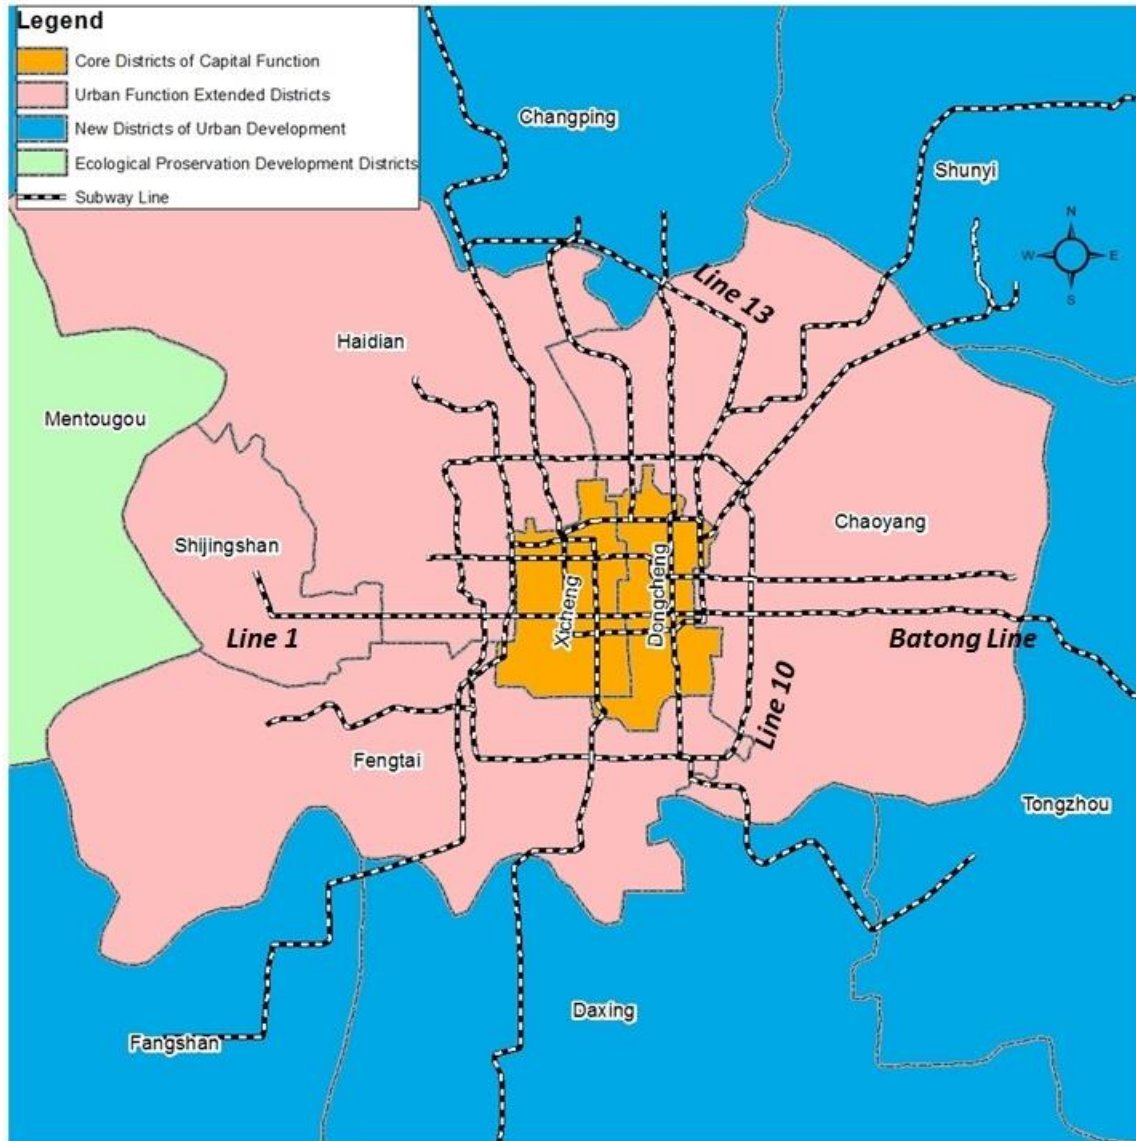 Legend
Core Districts of Capital Function
Urban Function Extended Districts
New Districts of Urban Development
Ecological Proservation Development Districts
Subway Line
Changping
Shunyi
N
W
E
S
Line 13
Haidian
Mentougou
Chaoyang
Shijingshan
Xicheng
Dongcheng
Line 1
Batong Line
Line 10
Fengtai
Tongzhou
Daxing
Fangshan